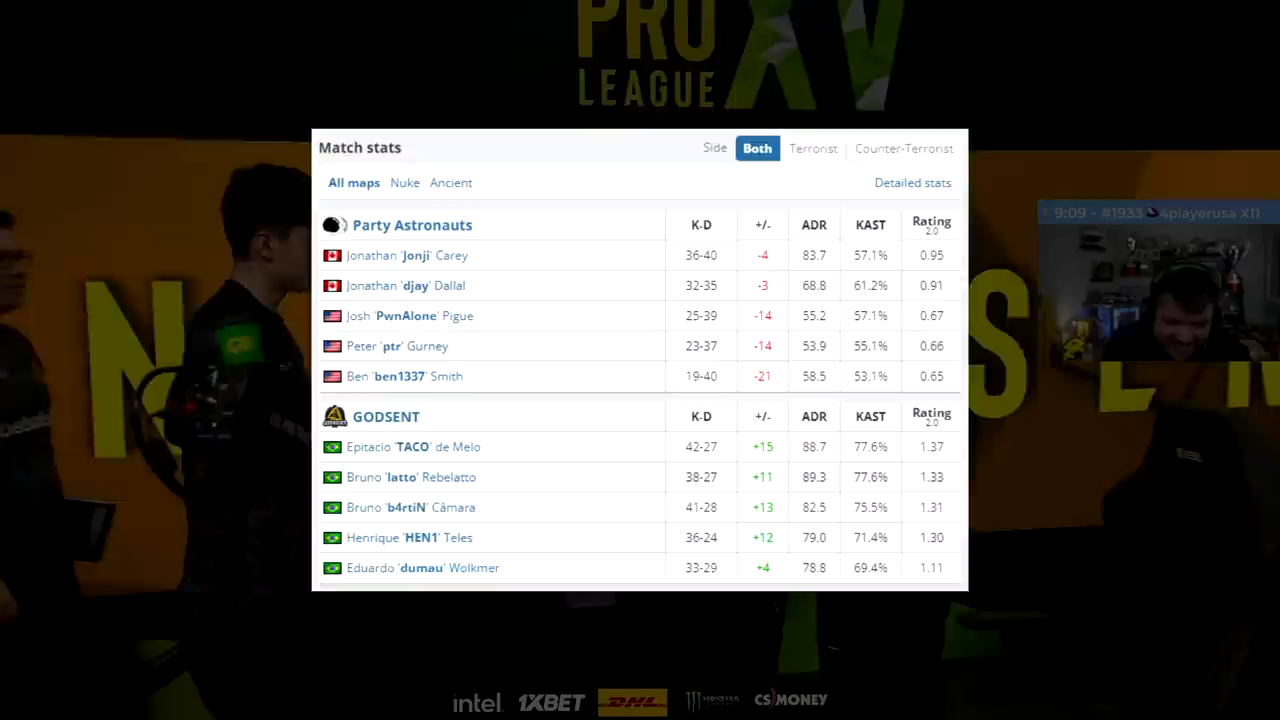 PRO XV
LEAGUE
Match stats Side Both Terrorist Counter-Terrorist
All maps Nuke Ancient Detailed stats
Party Astronauts K-D +/- ADR KAST Rating 2.0
Jonathan 'Jonji' Carey 36-40 -4 83.7 57.1% 0.95
Jonathan 'djay' Dallal 32-35 -3 68.8 61.2% 0.91
Josh 'PwnAlone' Pigue 25-39 -14 55.2 57.1% 0.67
Peter 'ptr' Gurney 23-37 -14 53.9 55.1% 0.66
Ben 'ben1337' Smith 19-40 -21 58.5 53.1% 0.65
GODSENT K-D +/- ADR KAST Rating 2.0
Epitacio 'TACO' de Melo 42-27 +15 88.7 77.6% 1.37
Bruno 'latto' Rebelatto 38-27 +11 89.3 77.6% 1.33
Bruno 'b4rtiN' Câmara 41-28 +13 82.5 75.5% 1.31
Henrique 'HEN1' Teles 36-24 +12 79.0 71.4% 1.30
Eduardo 'dumau' Wolkmer 33-29 +4 78.8 69.4% 1.11
9:09 - #1933 4playerusa X11
intel. 1XBET DHL MONSTER CS MONEY